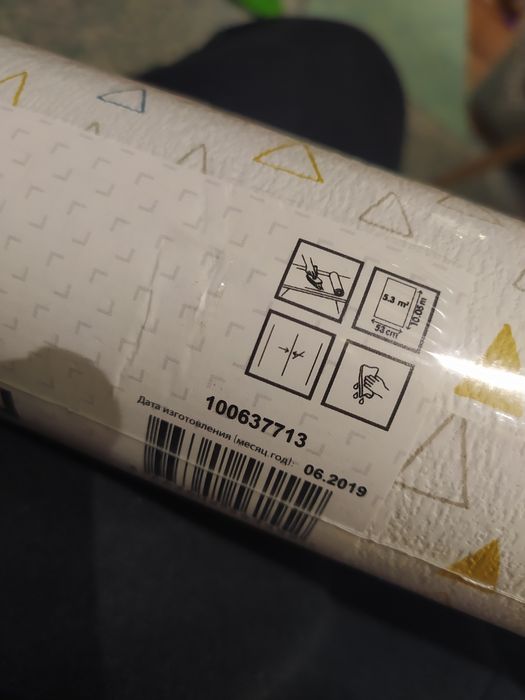 5.3 m²
10.05 m
53 cm
100637713
Дата изготовления (месяц.год): 06.2019